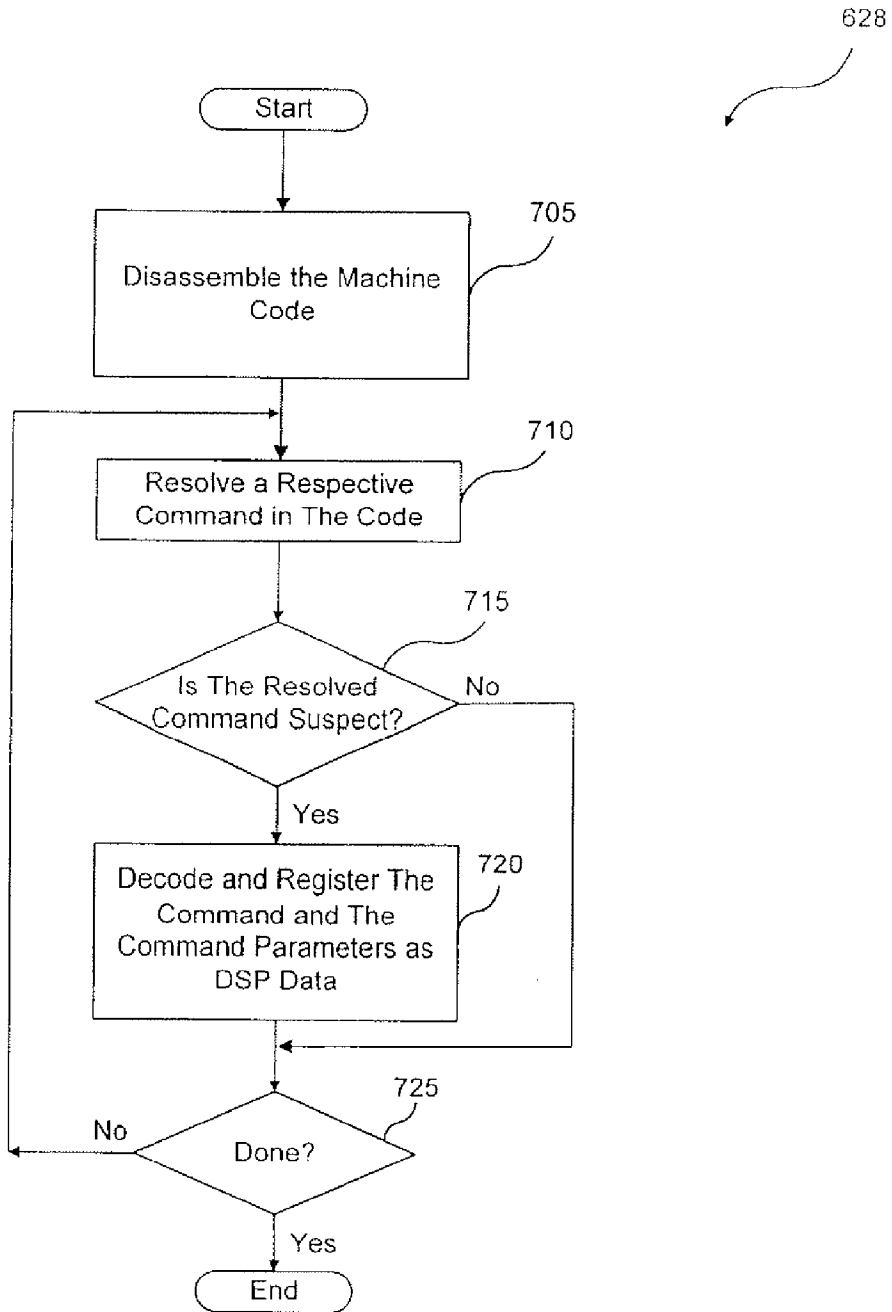 628
Start
705
Disassemble the Machine
Code
710
Resolve a Respective
Command in The Code
715
Is The Resolved
Command Suspect?
No
Yes
720
Decode and Register The
Command and The
Command Parameters as
DSP Data
725
No
Done?
Yes
End